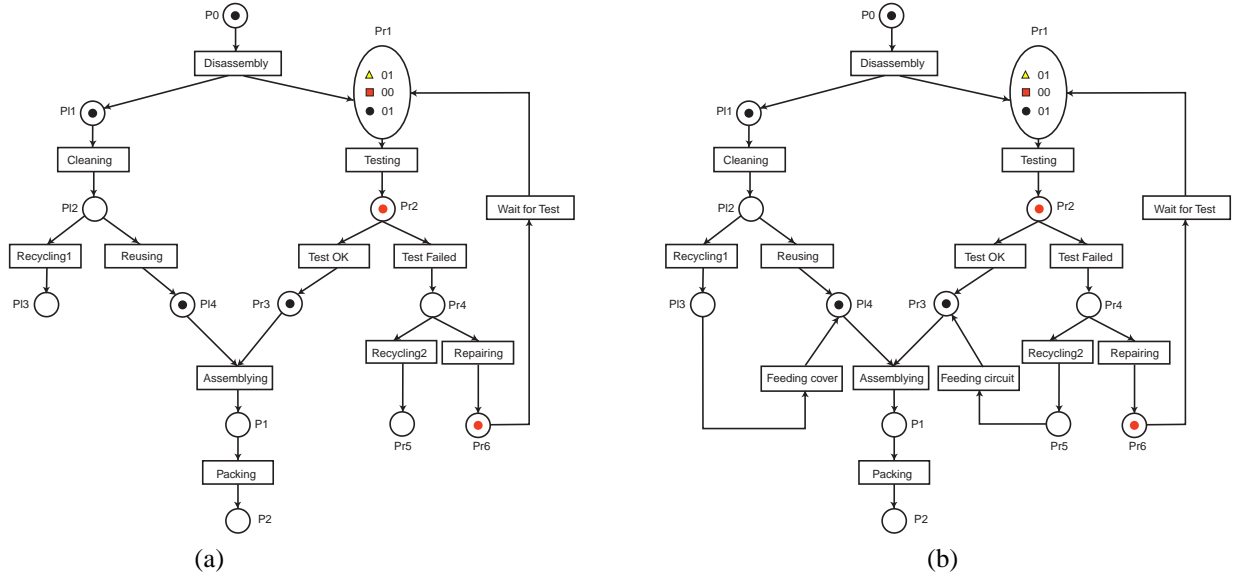 P0
Disassembly
Pr1
01
00
01
Pl1
Cleaning
Testing
Pl2
Pr2
Wait for Test
Recycling1
Reusing
Test OK
Test Failed
Pl3
Pl4
Pr3
Pr4
Recycling2
Repairing
Assemblying
P1
Pr5
Pr6
Packing
P2
(a)
P0
Disassembly
Pr1
01
00
01
Pl1
Cleaning
Testing
Pl2
Pr2
Wait for Test
Recycling1
Reusing
Test OK
Test Failed
Pl3
Pl4
Pr3
Pr4
Recycling2
Repairing
Feeding cover
Assemblying
Feeding circuit
P1
Pr5
Pr6
Packing
P2
(b)